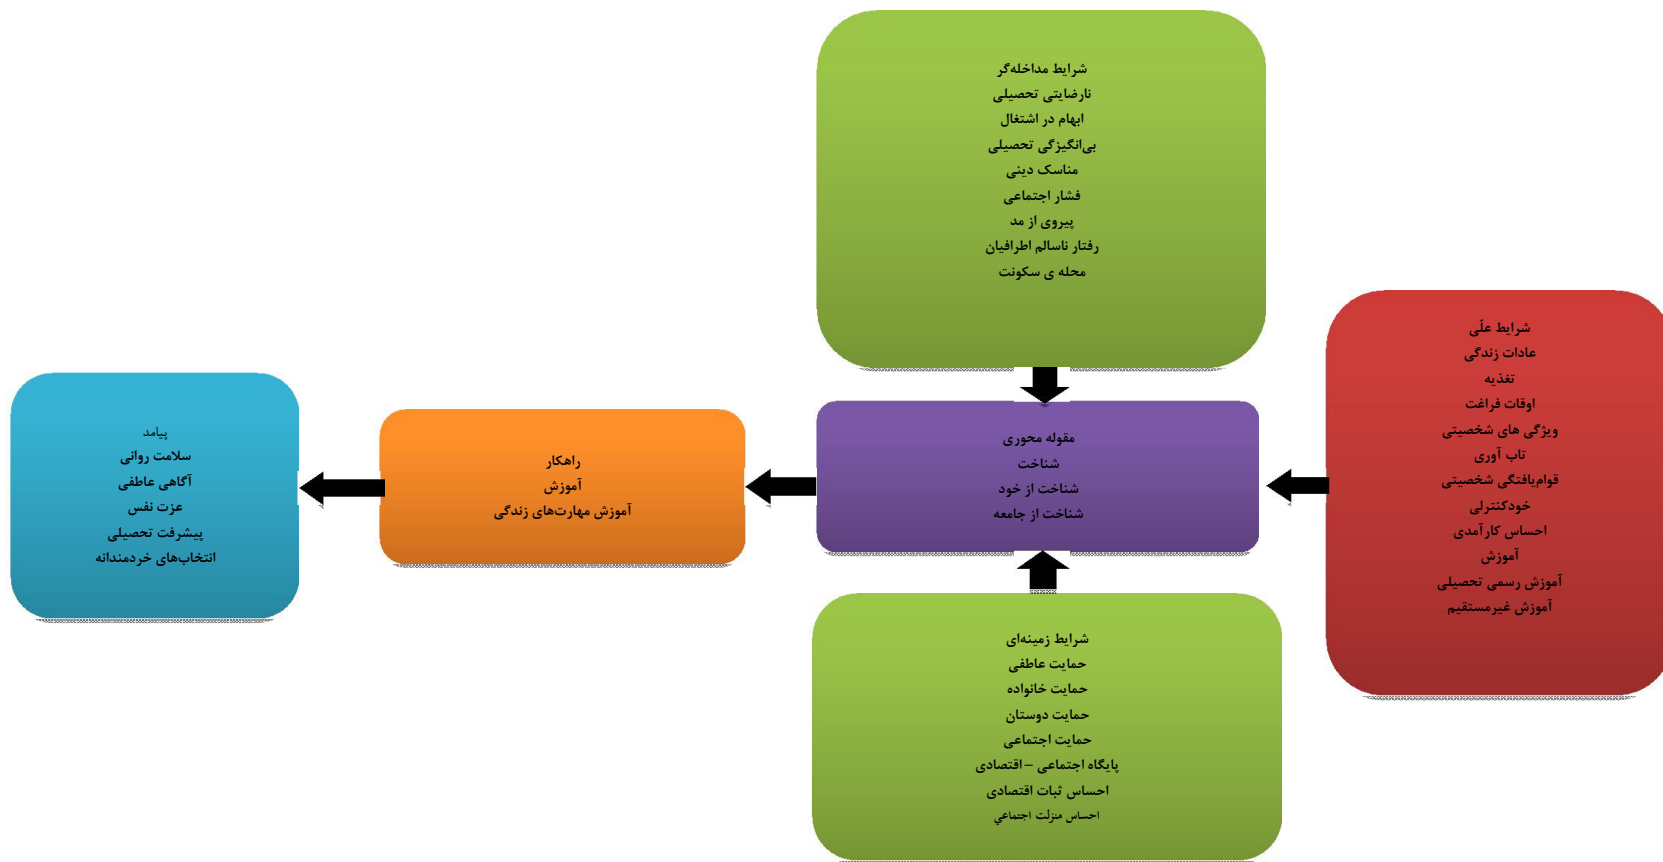 شرایط مداخله‌گر
نارضایتی تحصیلی
ابهام در اشتغال
بی‌انگیزگی تحصیلی
مناسک دینی
فشار اجتماعی
پیروی از مد
رفتار ناسالم اطرافیان
محله ی سکونت
شرایط علّی
عادات زندگی
تغذیه
اوقات فراغت
ویژگی های شخصیتی
تاب آوری
قوام‌یافتگی شخصیتی
خودکنترلی
احساس کارآمدی
آموزش
آموزش رسمی تحصیلی
آموزش غیرمستقیم
مقوله محوری
شناخت
شناخت از خود
شناخت از جامعه
راهکار
آموزش
آموزش مهارت‌های زندگی
پیامد
سلامت روانی
آگاهی عاطفی
عزت نفس
پیشرفت تحصیلی
انتخاب‌های خردمندانه
شرایط زمینه‌ای
حمایت عاطفی
حمایت خانواده
حمایت دوستان
حمایت اجتماعی
پایگاه اجتماعی – اقتصادی
احساس ثبات اقتصادی
احساس منزلت اجتماعي